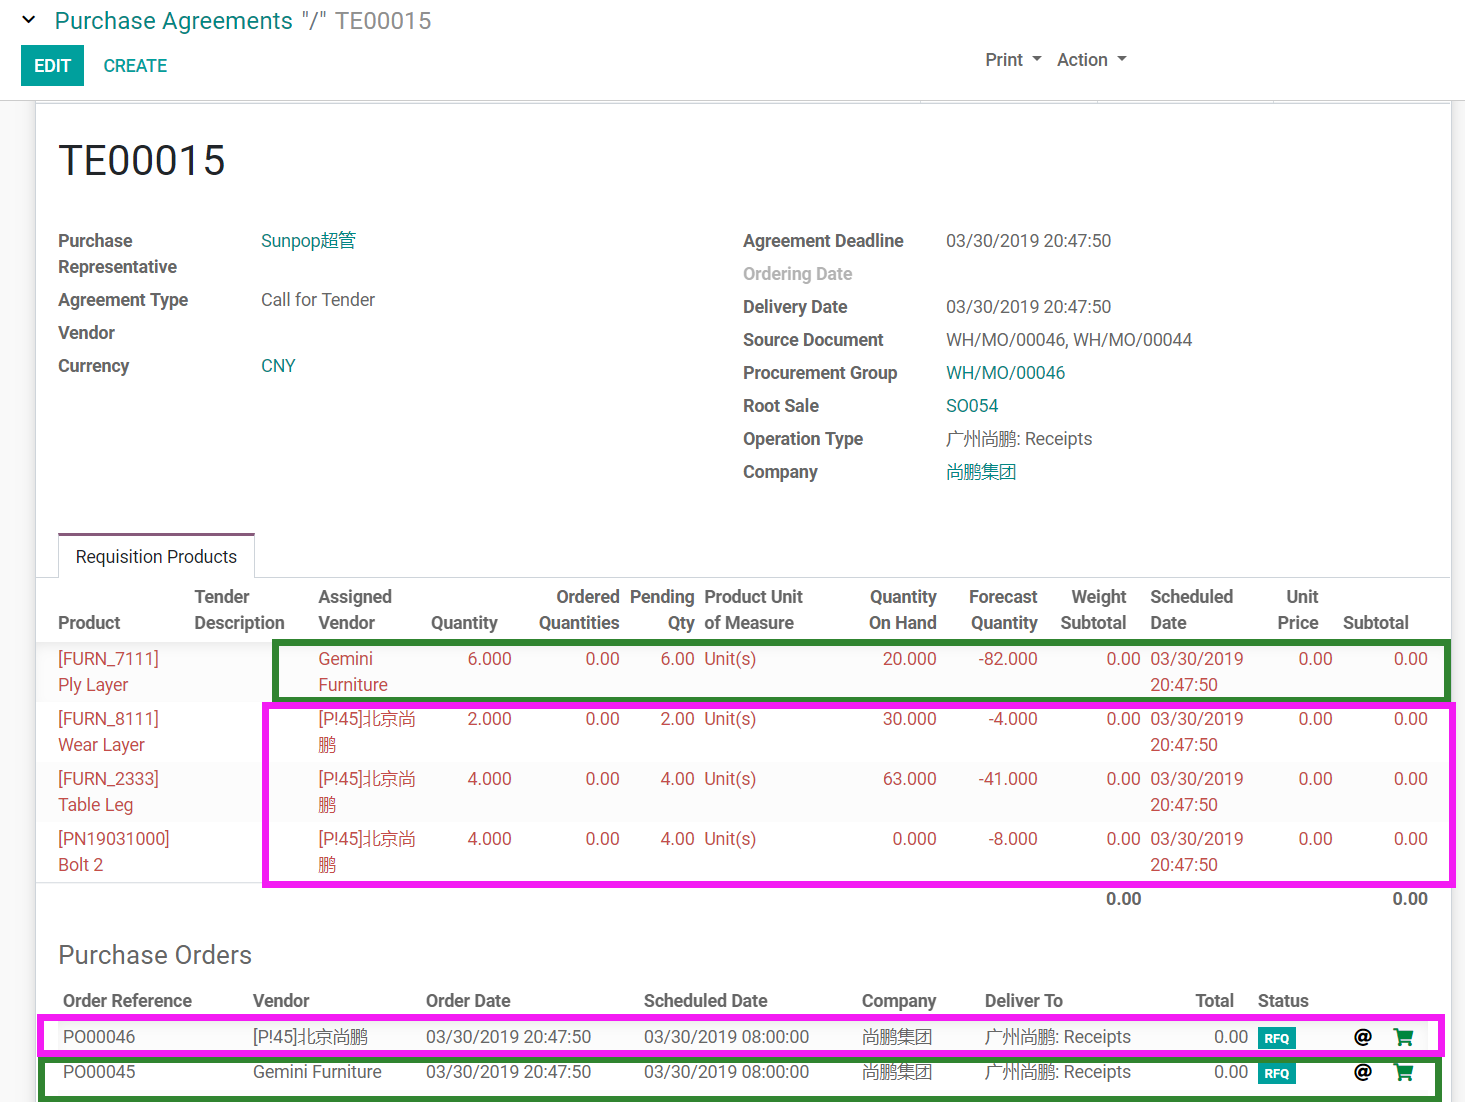 Purchase Agreements "/" TE00015
EDIT CREATE Print Action
TE00015
Purchase Representative Sunpop超管
Agreement Type Call for Tender
Vendor
Currency CNY
Agreement Deadline 03/30/2019 20:47:50
Ordering Date
Delivery Date 03/30/2019 20:47:50
Source Document WH/MO/00046, WH/MO/00044
Procurement Group WH/MO/00046
Root Sale SO054
Operation Type 广州尚鹏: Receipts
Company 尚鹏集团
Requisition Products
Product Tender Description Assigned Vendor Quantity Ordered Quantities Pending Qty Product Unit of Measure Quantity On Hand Forecast Quantity Weight Subtotal Scheduled Date Unit Price Subtotal
[FURN_7111] Ply Layer Gemini Furniture 6.000 0.00 6.00 Unit(s) 20.000 -82.000 0.00 03/30/2019 20:47:50 0.00 0.00
[FURN_8111] Wear Layer [P!45]北京尚鹏 2.000 0.00 2.00 Unit(s) 30.000 -4.000 0.00 03/30/2019 20:47:50 0.00 0.00
[FURN_2333] Table Leg [P!45]北京尚鹏 4.000 0.00 4.00 Unit(s) 63.000 -41.000 0.00 03/30/2019 20:47:50 0.00 0.00
[PN19031000] Bolt 2 [P!45]北京尚鹏 4.000 0.00 4.00 Unit(s) 0.000 -8.000 0.00 03/30/2019 20:47:50 0.00 0.00
0.00 0.00
Purchase Orders
Order Reference Vendor Order Date Scheduled Date Company Deliver To Total Status
PO00046 [P!45]北京尚鹏 03/30/2019 20:47:50 03/30/2019 08:00:00 尚鹏集团 广州尚鹏: Receipts 0.00 RFQ @
PO00045 Gemini Furniture 03/30/2019 20:47:50 03/30/2019 08:00:00 尚鹏集团 广州尚鹏: Receipts 0.00 RFQ @